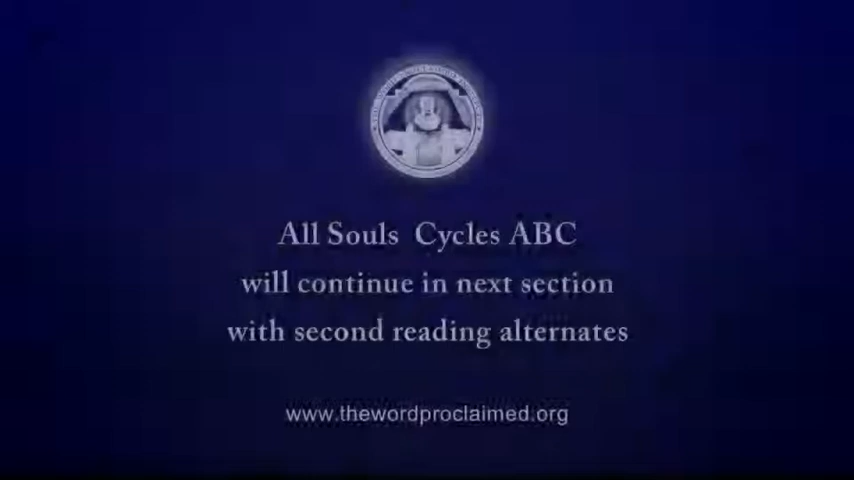 All Souls Cycles ABC
will continue in next section
with second reading alternates
www.thewordproclaimed.org